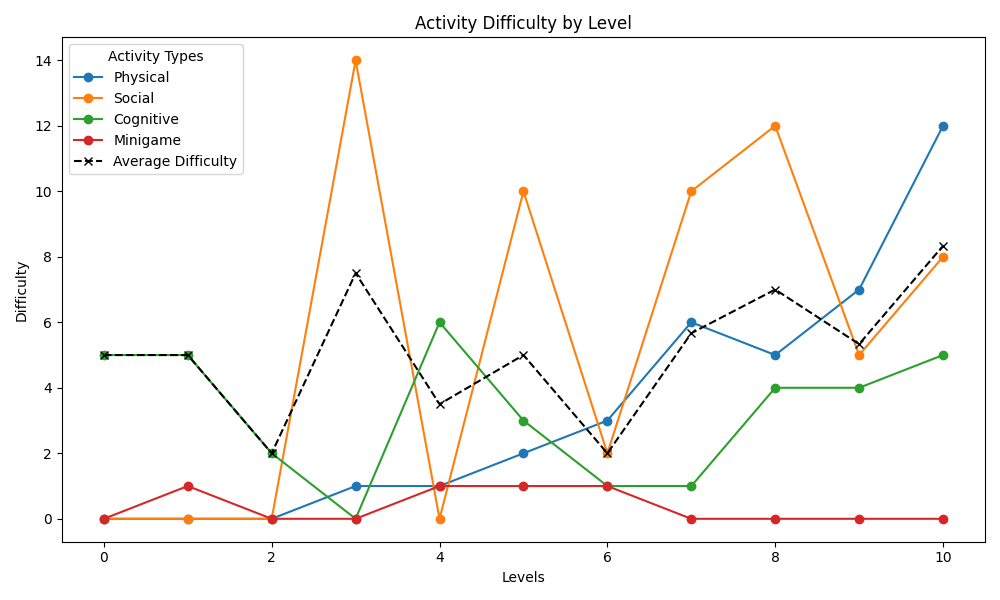 Activity Difficulty by Level
Activity Types
Physical
Social
Cognitive
Minigame
Average Difficulty
Difficulty
14
12
10
8
6
4
2
0
0 2 4 6 8 10
Levels